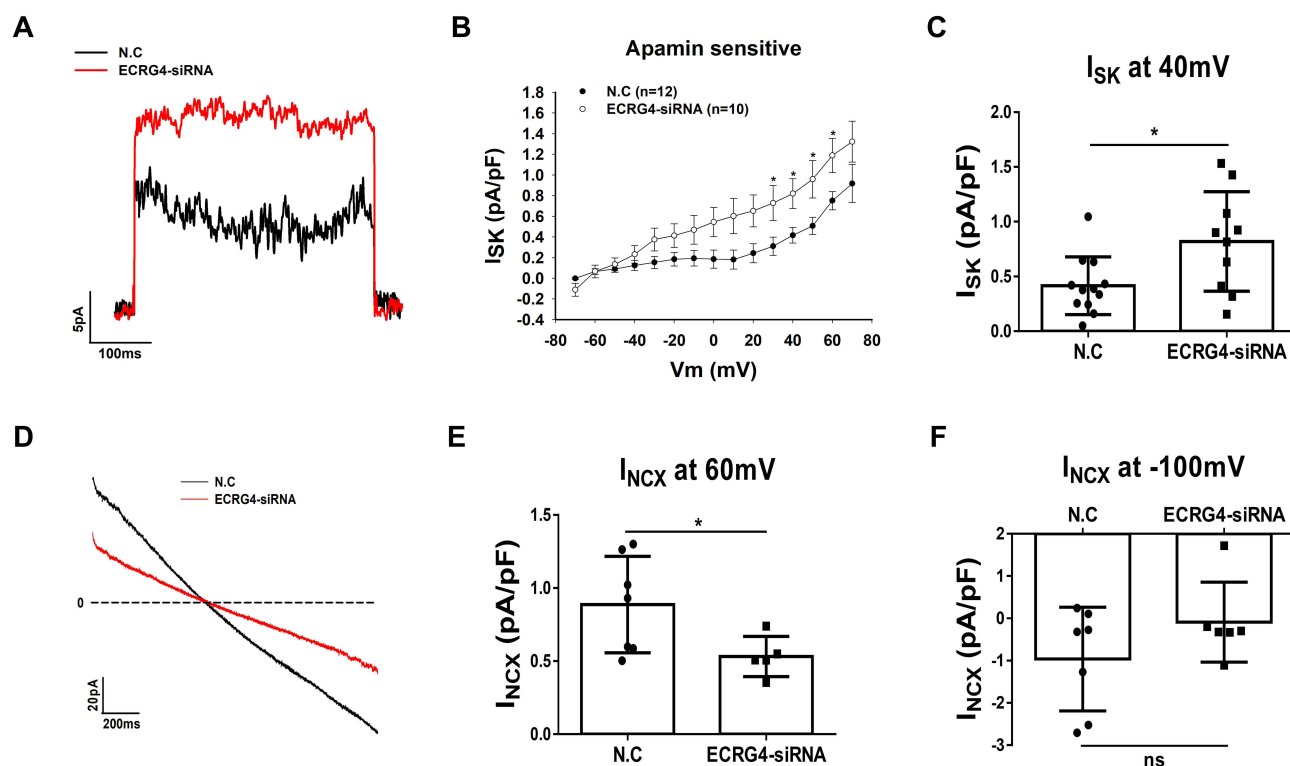 A
N.C
ECRG4-siRNA
5pA
100ms
B
Apamin sensitive
N.C (n=12)
ECRG4-siRNA (n=10)
ISK (pA/pF)
1.8
1.6
1.4
1.2
1.0
0.8
0.6
0.4
0.2
0.0
-0.2
-0.4
* * * *
-80 -60 -40 -20 0 20 40 60 80
Vm (mV)
C
ISK at 40mV
*
ISK (pA/pF)
2.0
1.5
1.0
0.5
0.0
N.C ECRG4-siRNA
D
N.C
ECRG4-siRNA
0
20pA
200ms
E
INCX at 60mV
*
INCX (pA/pF)
1.5
1.0
0.5
0.0
N.C ECRG4-siRNA
F
INCX at -100mV
N.C ECRG4-siRNA
INCX (pA/pF)
2
1
0
-1
-2
-3
ns